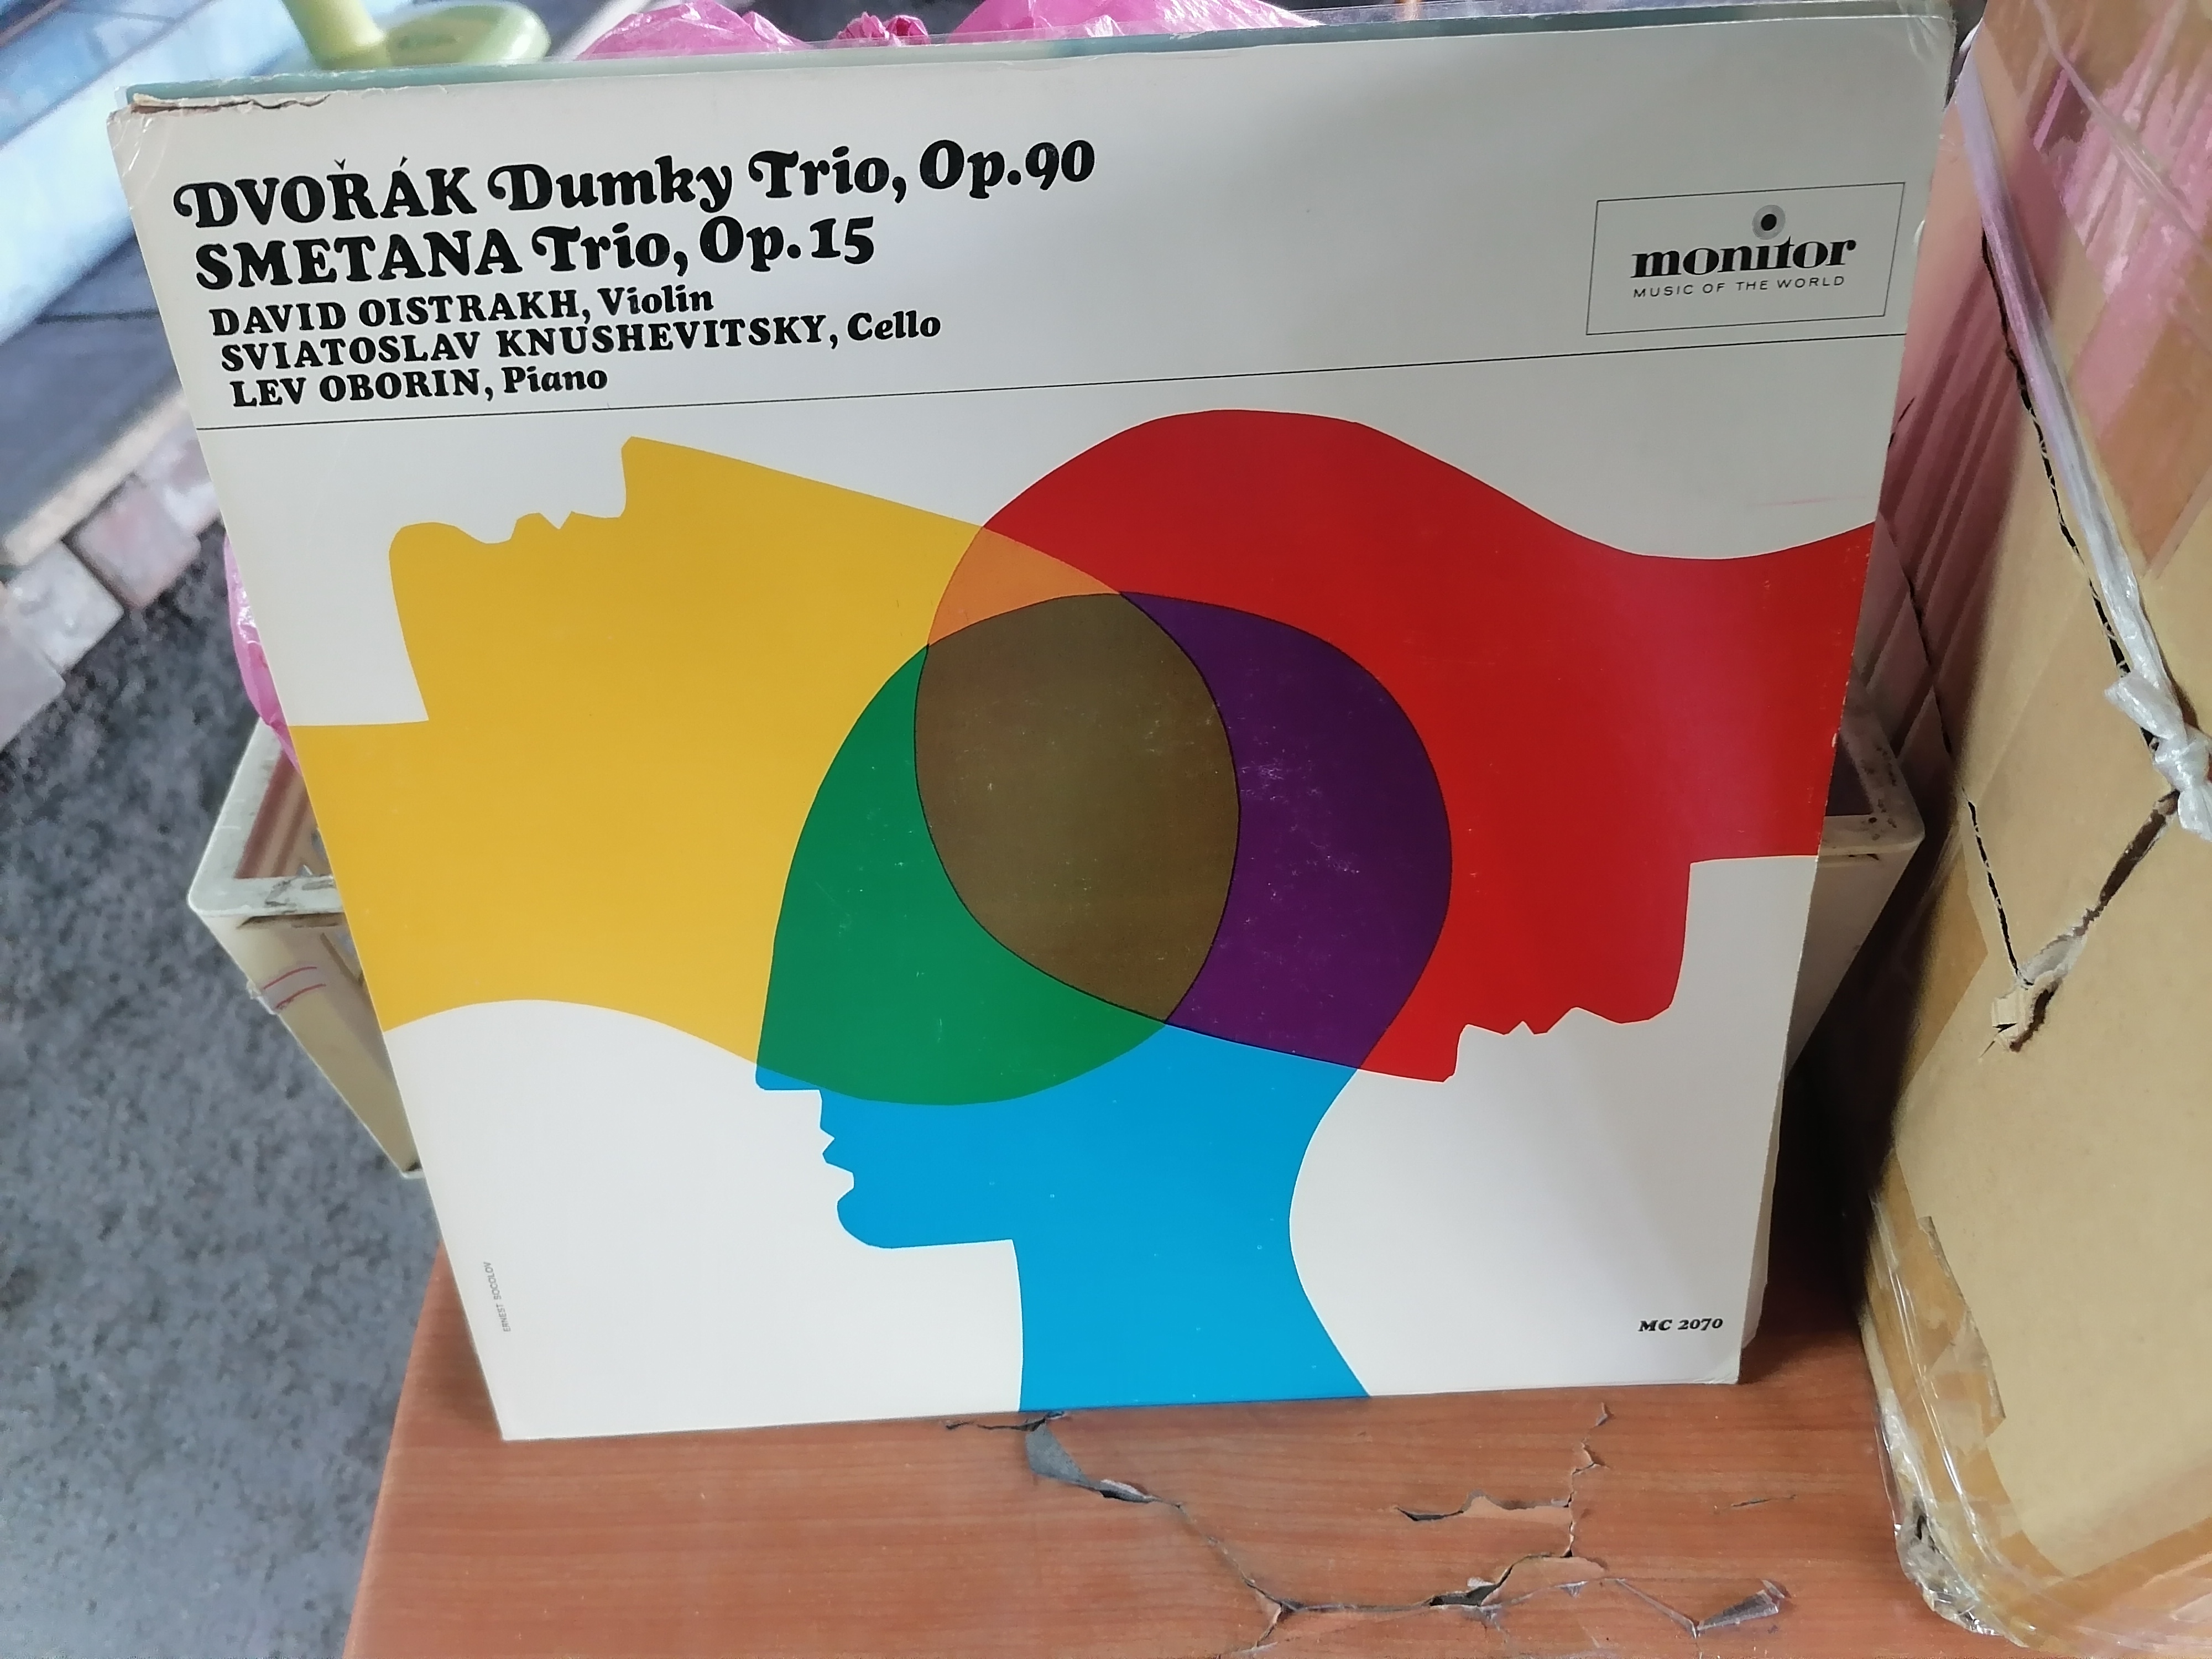 DVOŘÁK Dumky Trio, Op.90
SMETANA Trio, Op.15
DAVID OISTRAKH, Violin
SVIATOSLAV KNUSHEVITSKY, Cello
LEV OBORIN, Piano
monitor
MUSIC OF THE WORLD
ERNEST SOCOLOV
MC 2070